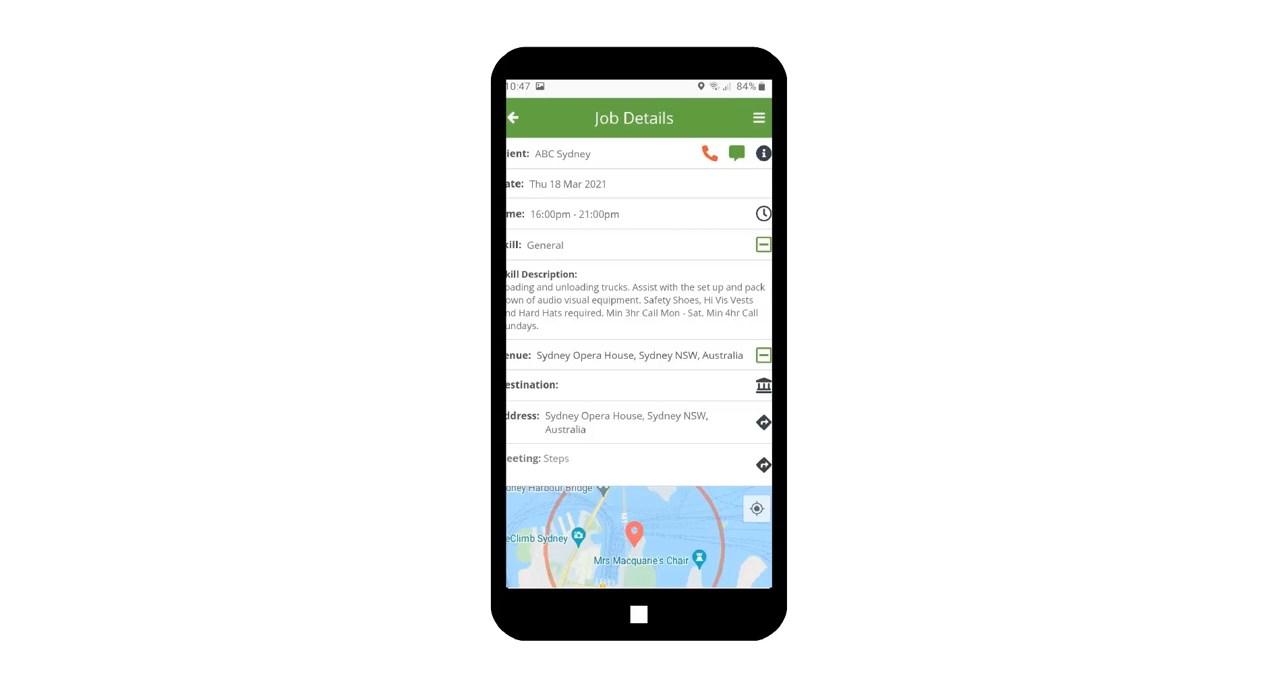 10:47 84%
Job Details
ient: ABC Sydney
ate: Thu 18 Mar 2021
me: 16:00pm - 21:00pm
kill: General
kill Description:
oading and unloading trucks. Assist with the set up and pack
own of audio visual equipment. Safety Shoes, Hi Vis Vests
nd Hard Hats required. Min 3hr Call Mon - Sat. Min 4hr Call
undays.
enue: Sydney Opera House, Sydney NSW, Australia
estination:
ddress: Sydney Opera House, Sydney NSW,
Australia
eeting: Steps
dney Harbour Bridge
eClimb Sydney
Mrs Macquarie's Chair